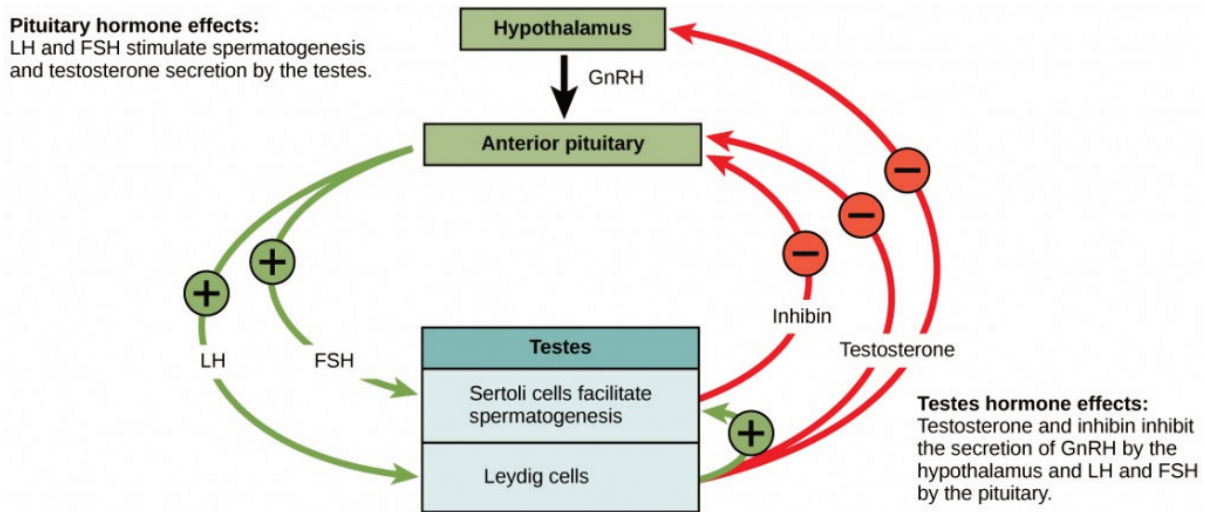 Pituitary hormone effects:
LH and FSH stimulate spermatogenesis
and testosterone secretion by the testes.
Hypothalamus
GnRH
Anterior pituitary
+
+
−
−
−
LH
FSH
Inhibin
Testosterone
Testes
Sertoli cells facilitate
spermatogenesis
Leydig cells
+
Testes hormone effects:
Testosterone and inhibin inhibit
the secretion of GnRH by the
hypothalamus and LH and FSH
by the pituitary.